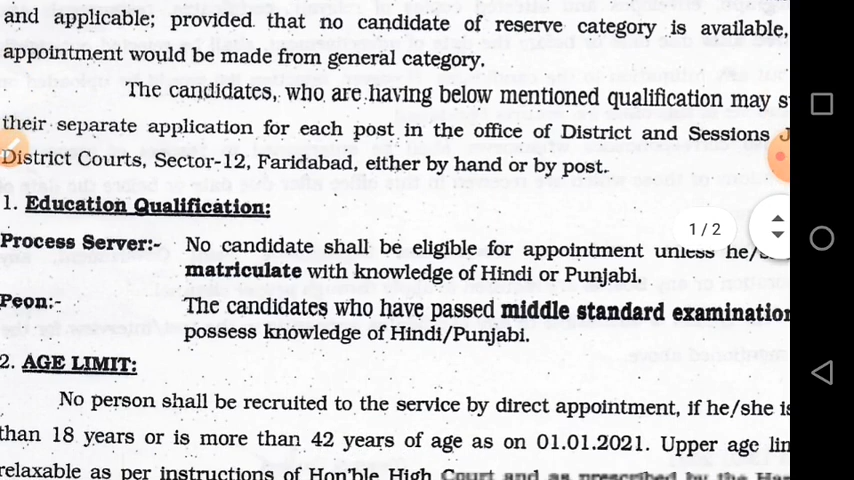 and applicable; provided that no candidate of reserve category is available,
appointment would be made from general category.
The candidates, who are having below mentioned qualification may
their separate application for each post in the office of District and Sessions
District Courts, Sector-12, Faridabad, either by hand or by post.
1. Education Qualification:
1/2
Process Server:- No candidate shall be eligible for appointment unless he/
matriculate with knowledge of Hindi or Punjabi.
Peon:- The candidates who have passed middle standard examination
possess knowledge of Hindi/Punjabi.
2. AGE LIMIT:
No person shall be recruited to the service by direct appointment, if he/she is
than 18 years or is more than 42 years of age as on 01.01.2021. Upper age
relaxable as per instructions of Hon'ble High Court and as prescribed by the